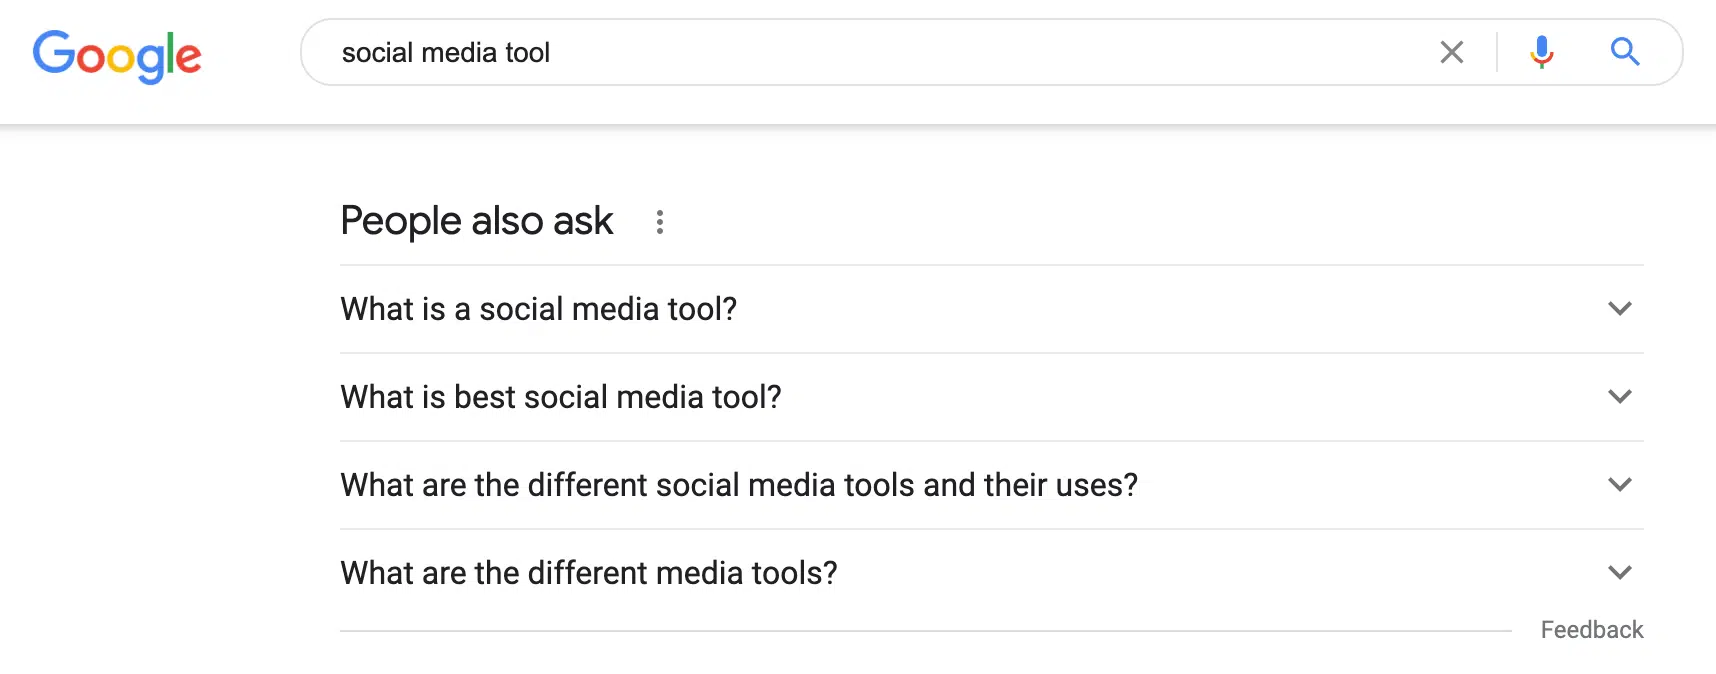 Google
social media tool
People also ask
What is a social media tool?
What is best social media tool?
What are the different social media tools and their uses?
What are the different media tools?
Feedback